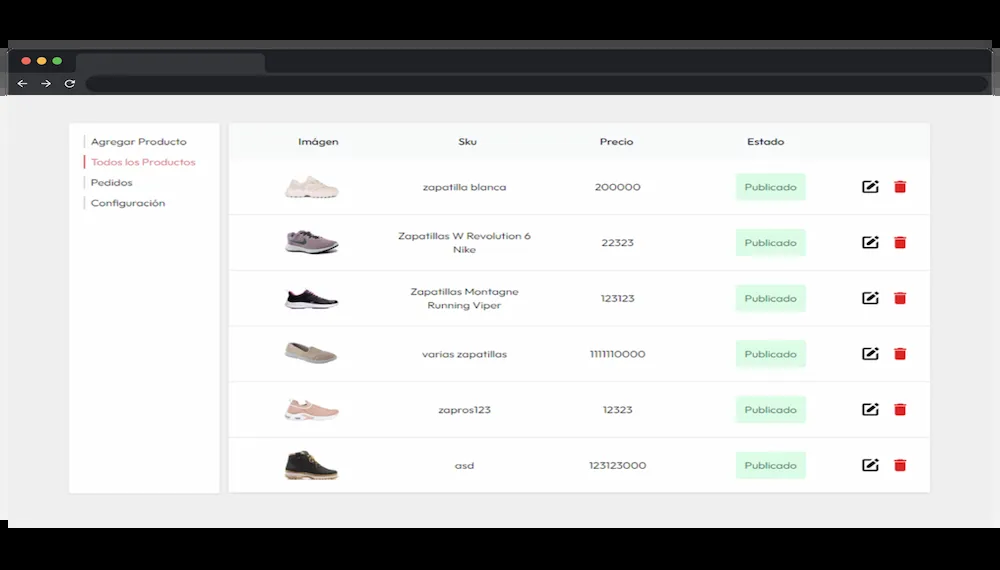 Agregar Producto
Todos los Productos
Pedidos
Configuración
Imágen Sku Precio Estado
zapatilla blanca 200000 Publicado
Zapatillas W Revolution 6
Nike 22323 Publicado
Zapatillas Montagne
Running Viper 123123 Publicado
varias zapatillas 1111110000 Publicado
zapros123 12323 Publicado
asd 123123000 Publicado